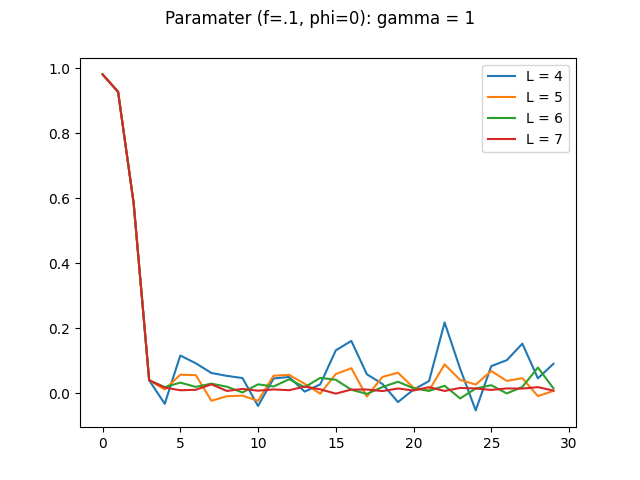 Paramater (f=.1, phi=0): gamma = 1
1.0
0.8
0.6
0.4
0.2
0.0
L = 4
L = 5
L = 6
L = 7
0 5 10 15 20 25 30